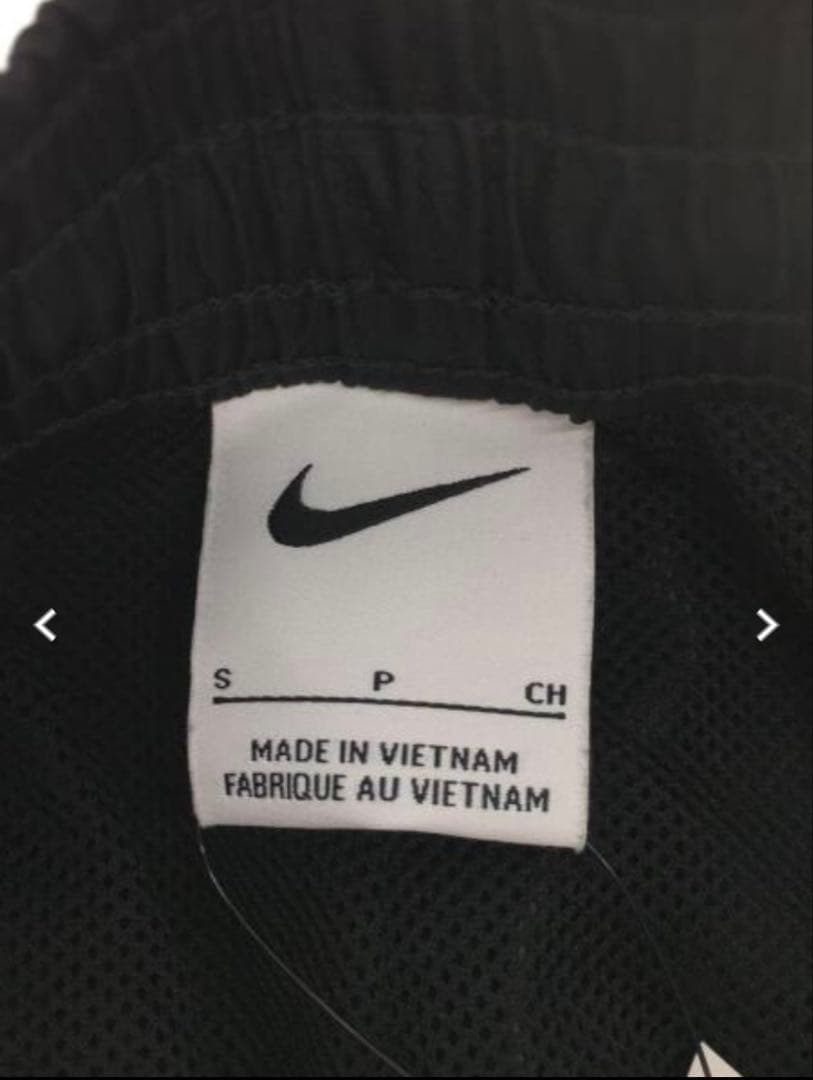 S P CH
MADE IN VIETNAM
FABRIQUE AU VIETNAM